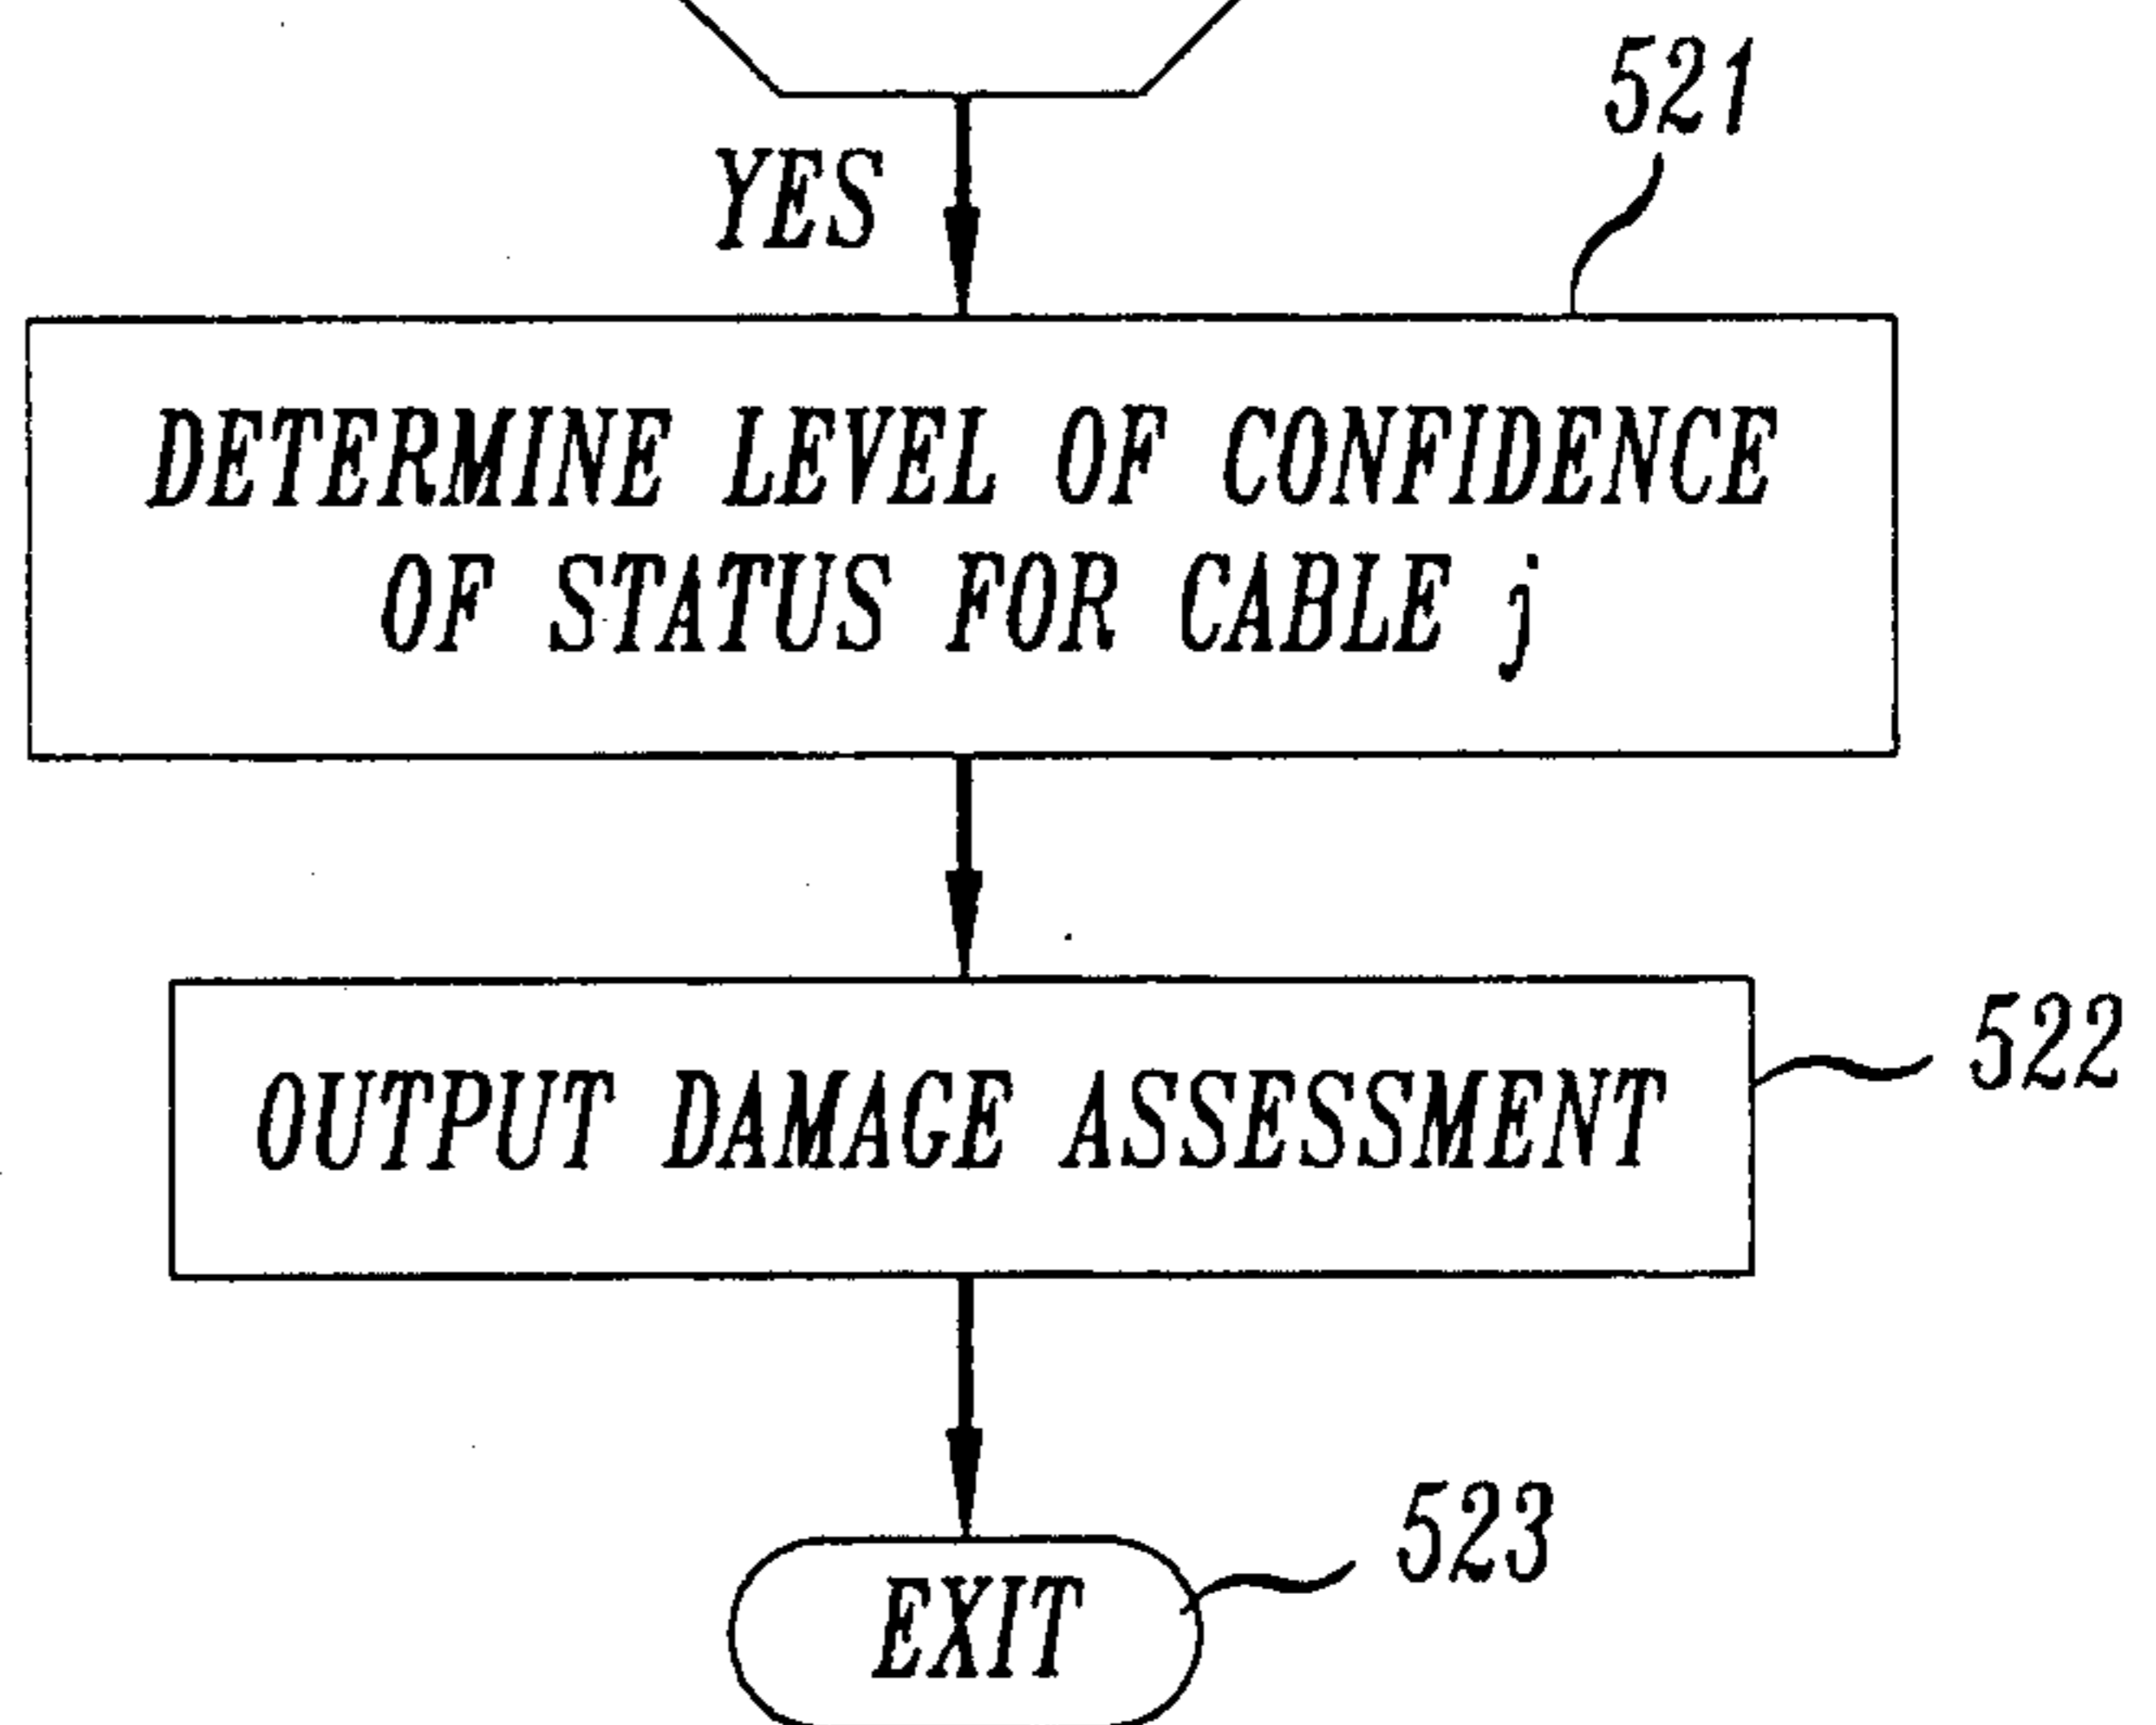 521
YES
DETERMINE LEVEL OF CONFIDENCE
OF STATUS FOR CABLE j
522
OUTPUT DAMAGE ASSESSMENT
523
EXIT